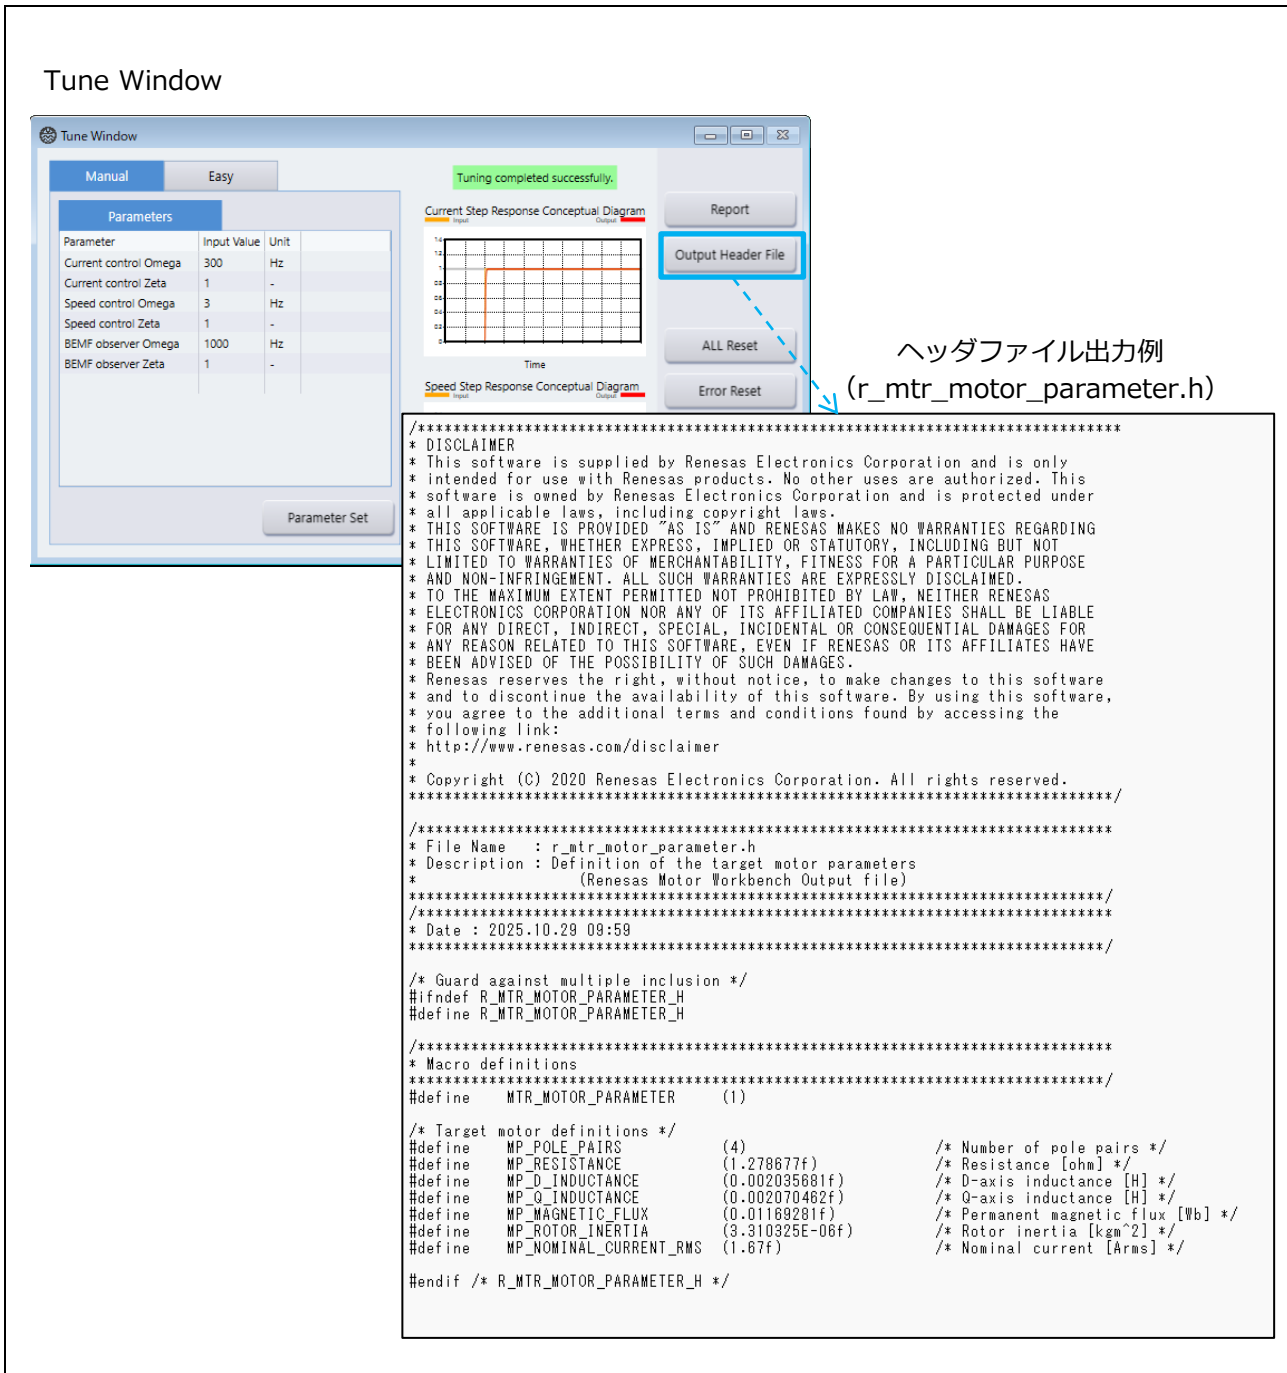 Tune Window
Tune Window
Manual
Easy
Parameters
Parameter Input Value Unit
Current control Omega 300 Hz
Current control Zeta 1 -
Speed control Omega 3 Hz
Speed control Zeta 1 -
BEMF observer Omega 1000 Hz
BEMF observer Zeta 1 -
Parameter Set
Tuning completed successfully.
Current Step Response Conceptual Diagram
Input Output
1.4
1.2
1
0.8
0.6
0.4
0.2
0
Time
Speed Step Response Conceptual Diagram
Input Output
Report
Output Header File
ALL Reset
Error Reset
ヘッダファイル出力例
（r_mtr_motor_parameter.h）
/*******************************************************************************
* DISCLAIMER
* This software is supplied by Renesas Electronics Corporation and is only
* intended for use with Renesas products. No other uses are authorized. This
* software is owned by Renesas Electronics Corporation and is protected under
* all applicable laws, including copyright laws.
* THIS SOFTWARE IS PROVIDED "AS IS" AND RENESAS MAKES NO WARRANTIES REGARDING
* THIS SOFTWARE, WHETHER EXPRESS, IMPLIED OR STATUTORY, INCLUDING BUT NOT
* LIMITED TO WARRANTIES OF MERCHANTABILITY, FITNESS FOR A PARTICULAR PURPOSE
* AND NON-INFRINGEMENT. ALL SUCH WARRANTIES ARE EXPRESSLY DISCLAIMED.
* TO THE MAXIMUM EXTENT PERMITTED NOT PROHIBITED BY LAW, NEITHER RENESAS
* ELECTRONICS CORPORATION NOR ANY OF ITS AFFILIATED COMPANIES SHALL BE LIABLE
* FOR ANY DIRECT, INDIRECT, SPECIAL, INCIDENTAL OR CONSEQUENTIAL DAMAGES FOR
* ANY REASON RELATED TO THIS SOFTWARE, EVEN IF RENESAS OR ITS AFFILIATES HAVE
* BEEN ADVISED OF THE POSSIBILITY OF SUCH DAMAGES.
* Renesas reserves the right, without notice, to make changes to this software
* and to discontinue the availability of this software. By using this software,
* you agree to the additional terms and conditions found by accessing the
* following link:
* http://www.renesas.com/disclaimer
*
* Copyright (C) 2020 Renesas Electronics Corporation. All rights reserved.
*******************************************************************************/
/******************************************************************************
* File Name : r_mtr_motor_parameter.h
* Description : Definition of the target motor parameters
* (Renesas Motor Workbench Output file)
******************************************************************************/
/******************************************************************************
* Date : 2025.10.29 09:59
******************************************************************************/
/* Guard against multiple inclusion */
#ifndef R_MTR_MOTOR_PARAMETER_H
#define R_MTR_MOTOR_PARAMETER_H
/******************************************************************************
* Macro definitions
******************************************************************************/
#define MTR_MOTOR_PARAMETER (1)
/* Target motor definitions */
#define MP_POLE_PAIRS (4) /* Number of pole pairs */
#define MP_RESISTANCE (1.278677f) /* Resistance [ohm] */
#define MP_D_INDUCTANCE (0.002035681f) /* D-axis inductance [H] */
#define MP_Q_INDUCTANCE (0.002070462f) /* Q-axis inductance [H] */
#define MP_MAGNETIC_FLUX (0.01169281f) /* Permanent magnetic flux [Wb] */
#define MP_ROTOR_INERTIA (3.310325E-06f) /* Rotor inertia [kgm^2] */
#define MP_NOMINAL_CURRENT_RMS (1.67f) /* Nominal current [Arms] */
#endif /* R_MTR_MOTOR_PARAMETER_H */